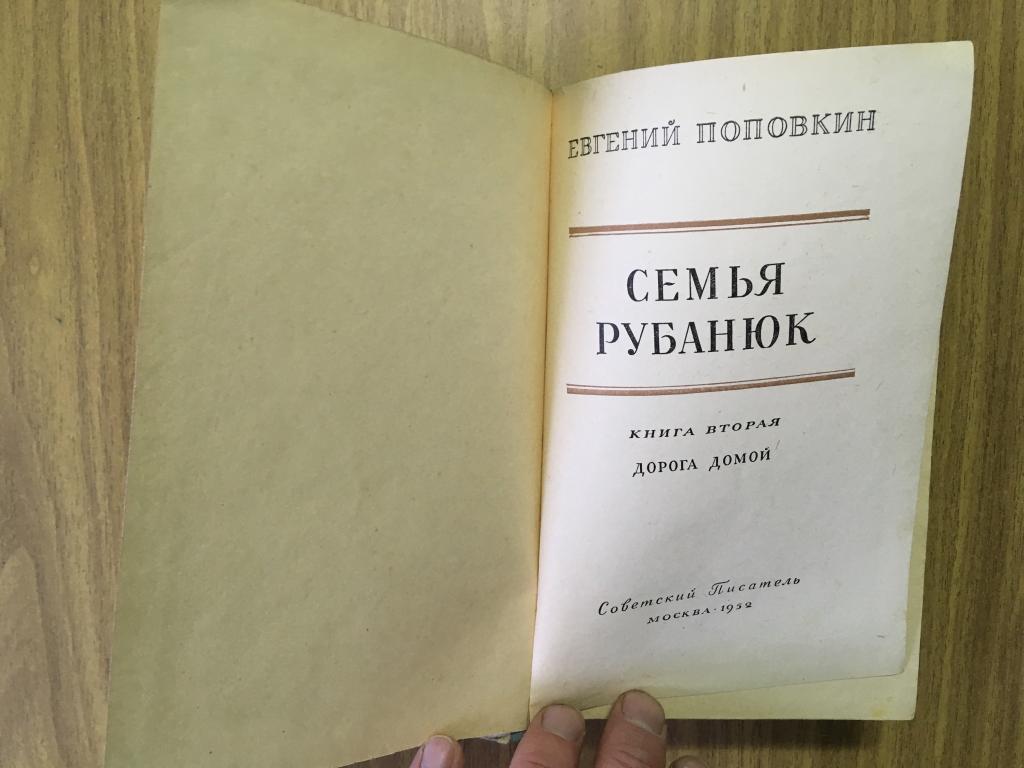 ЕВГЕНИЙ ПОПОВКИН
СЕМЬЯ
РУБАНЮК
КНИГА ВТОРАЯ
ДОРОГА ДОМОЙ
Советский Писатель
МОСКВА · 1952